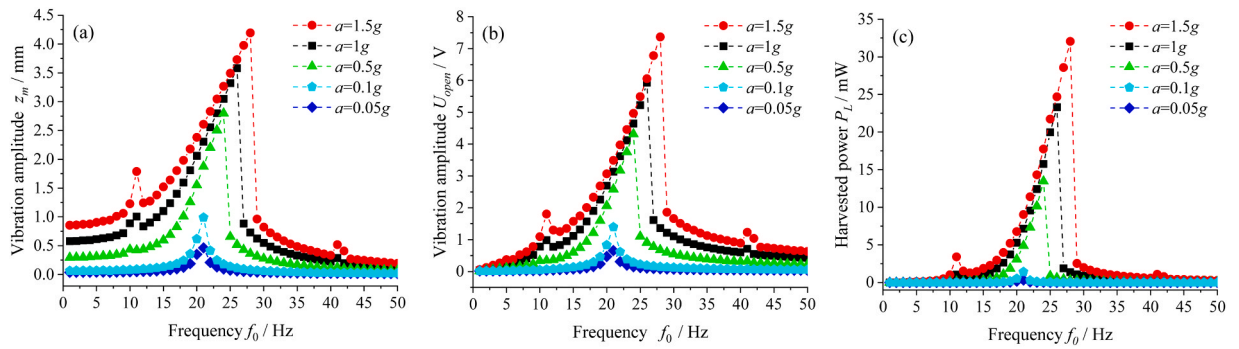 (a)
a=1.5g
a=1g
a=0.5g
a=0.1g
a=0.05g
Vibration amplitude z_m / mm
4.5
4.0
3.5
3.0
2.5
2.0
1.5
1.0
0.5
0.0
0 5 10 15 20 25 30 35 40 45 50
Frequency f_0 / Hz
(b)
a=1.5g
a=1g
a=0.5g
a=0.1g
a=0.05g
Vibration amplitude U_open / V
8
7
6
5
4
3
2
1
0
0 5 10 15 20 25 30 35 40 45 50
Frequency f_0 / Hz
(c)
a=1.5g
a=1g
a=0.5g
a=0.1g
a=0.05g
Harvested power P_L / mW
35
30
25
20
15
10
5
0
0 5 10 15 20 25 30 35 40 45 50
Frequency f_0 / Hz